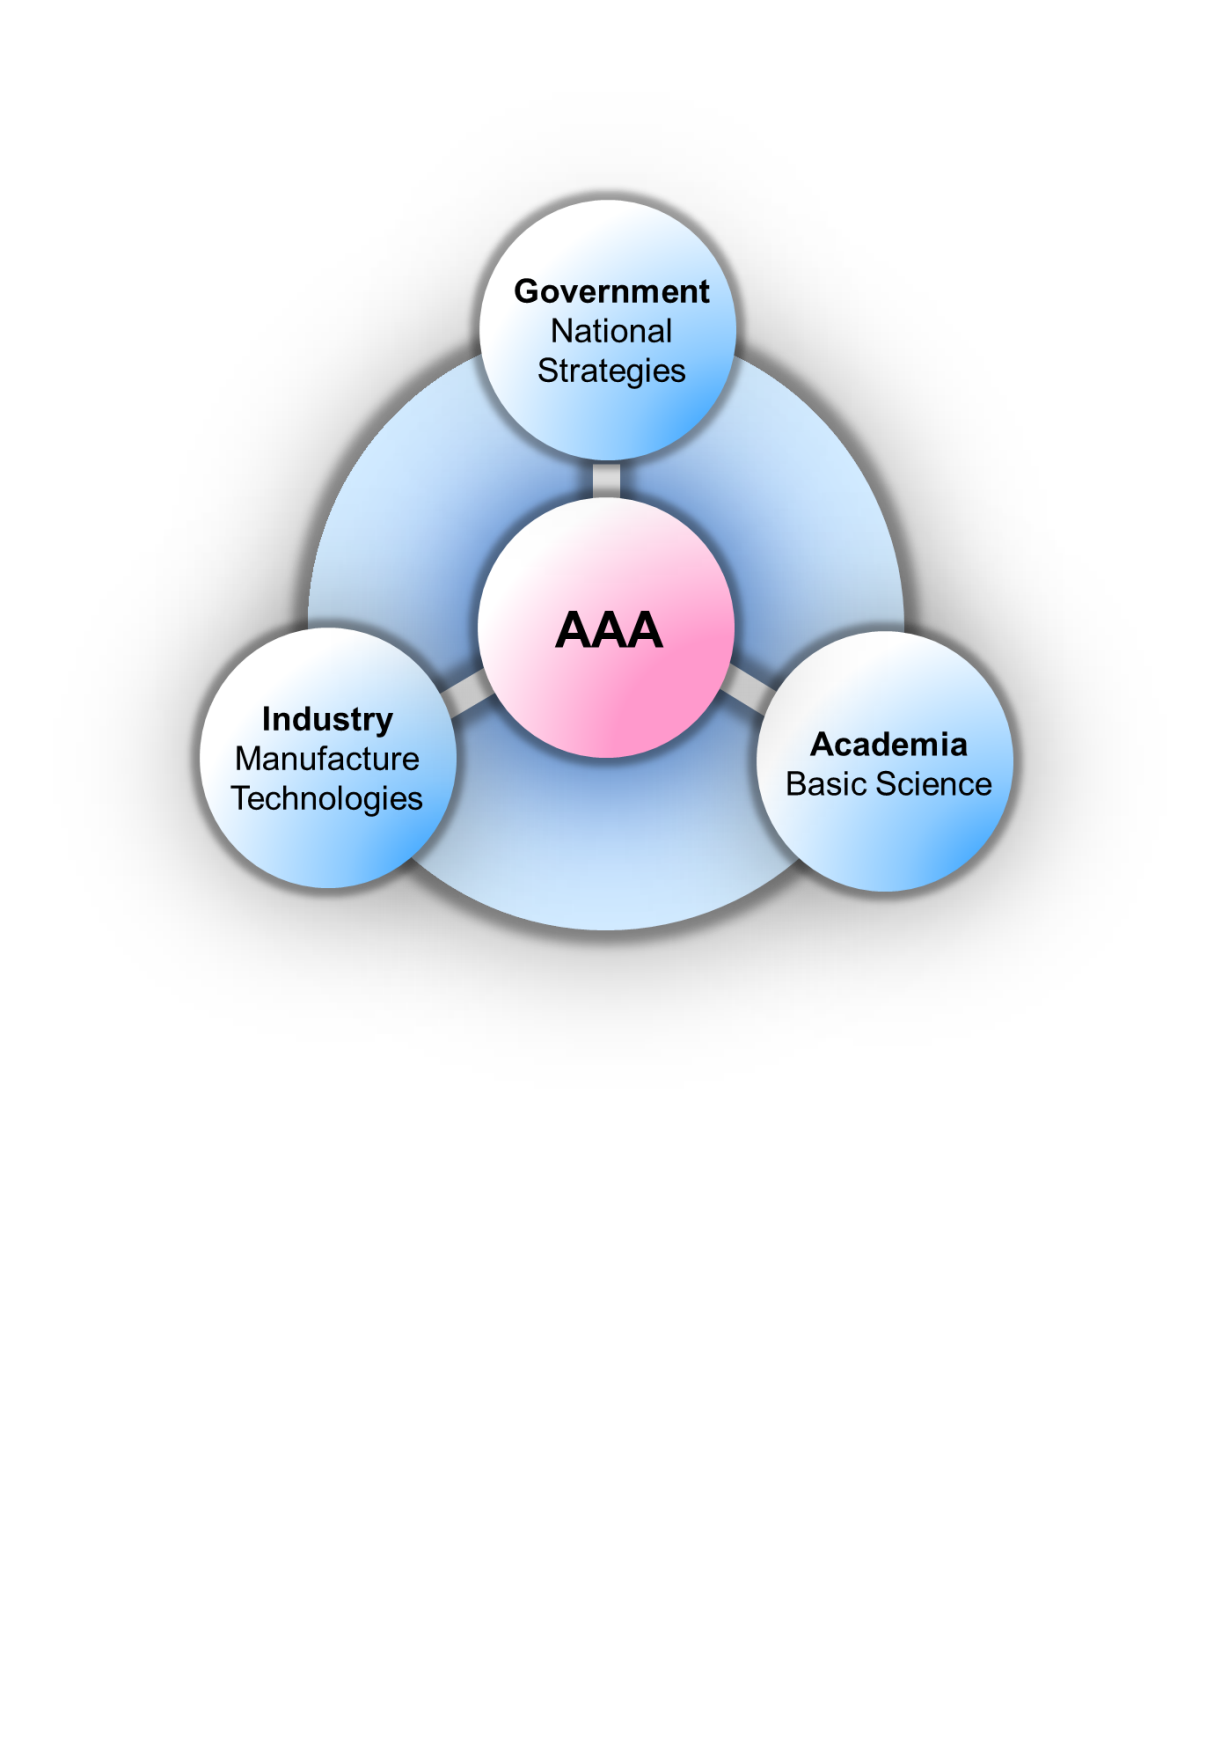 Government
National
Strategies
AAA
Industry
Manufacture
Technologies
Academia
Basic Science